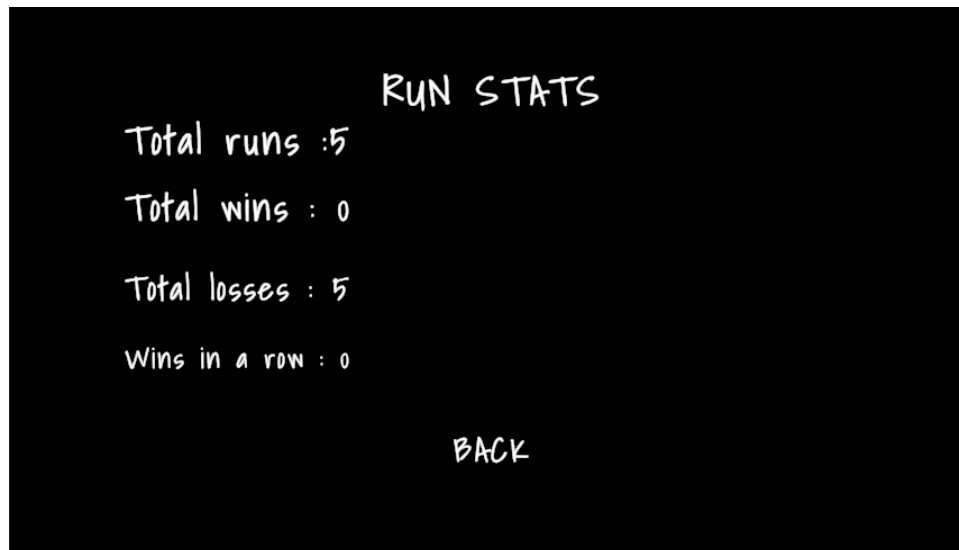 RUN STATS
Total runs :5
Total wins : 0
Total losses : 5
Wins in a row : 0
BACK